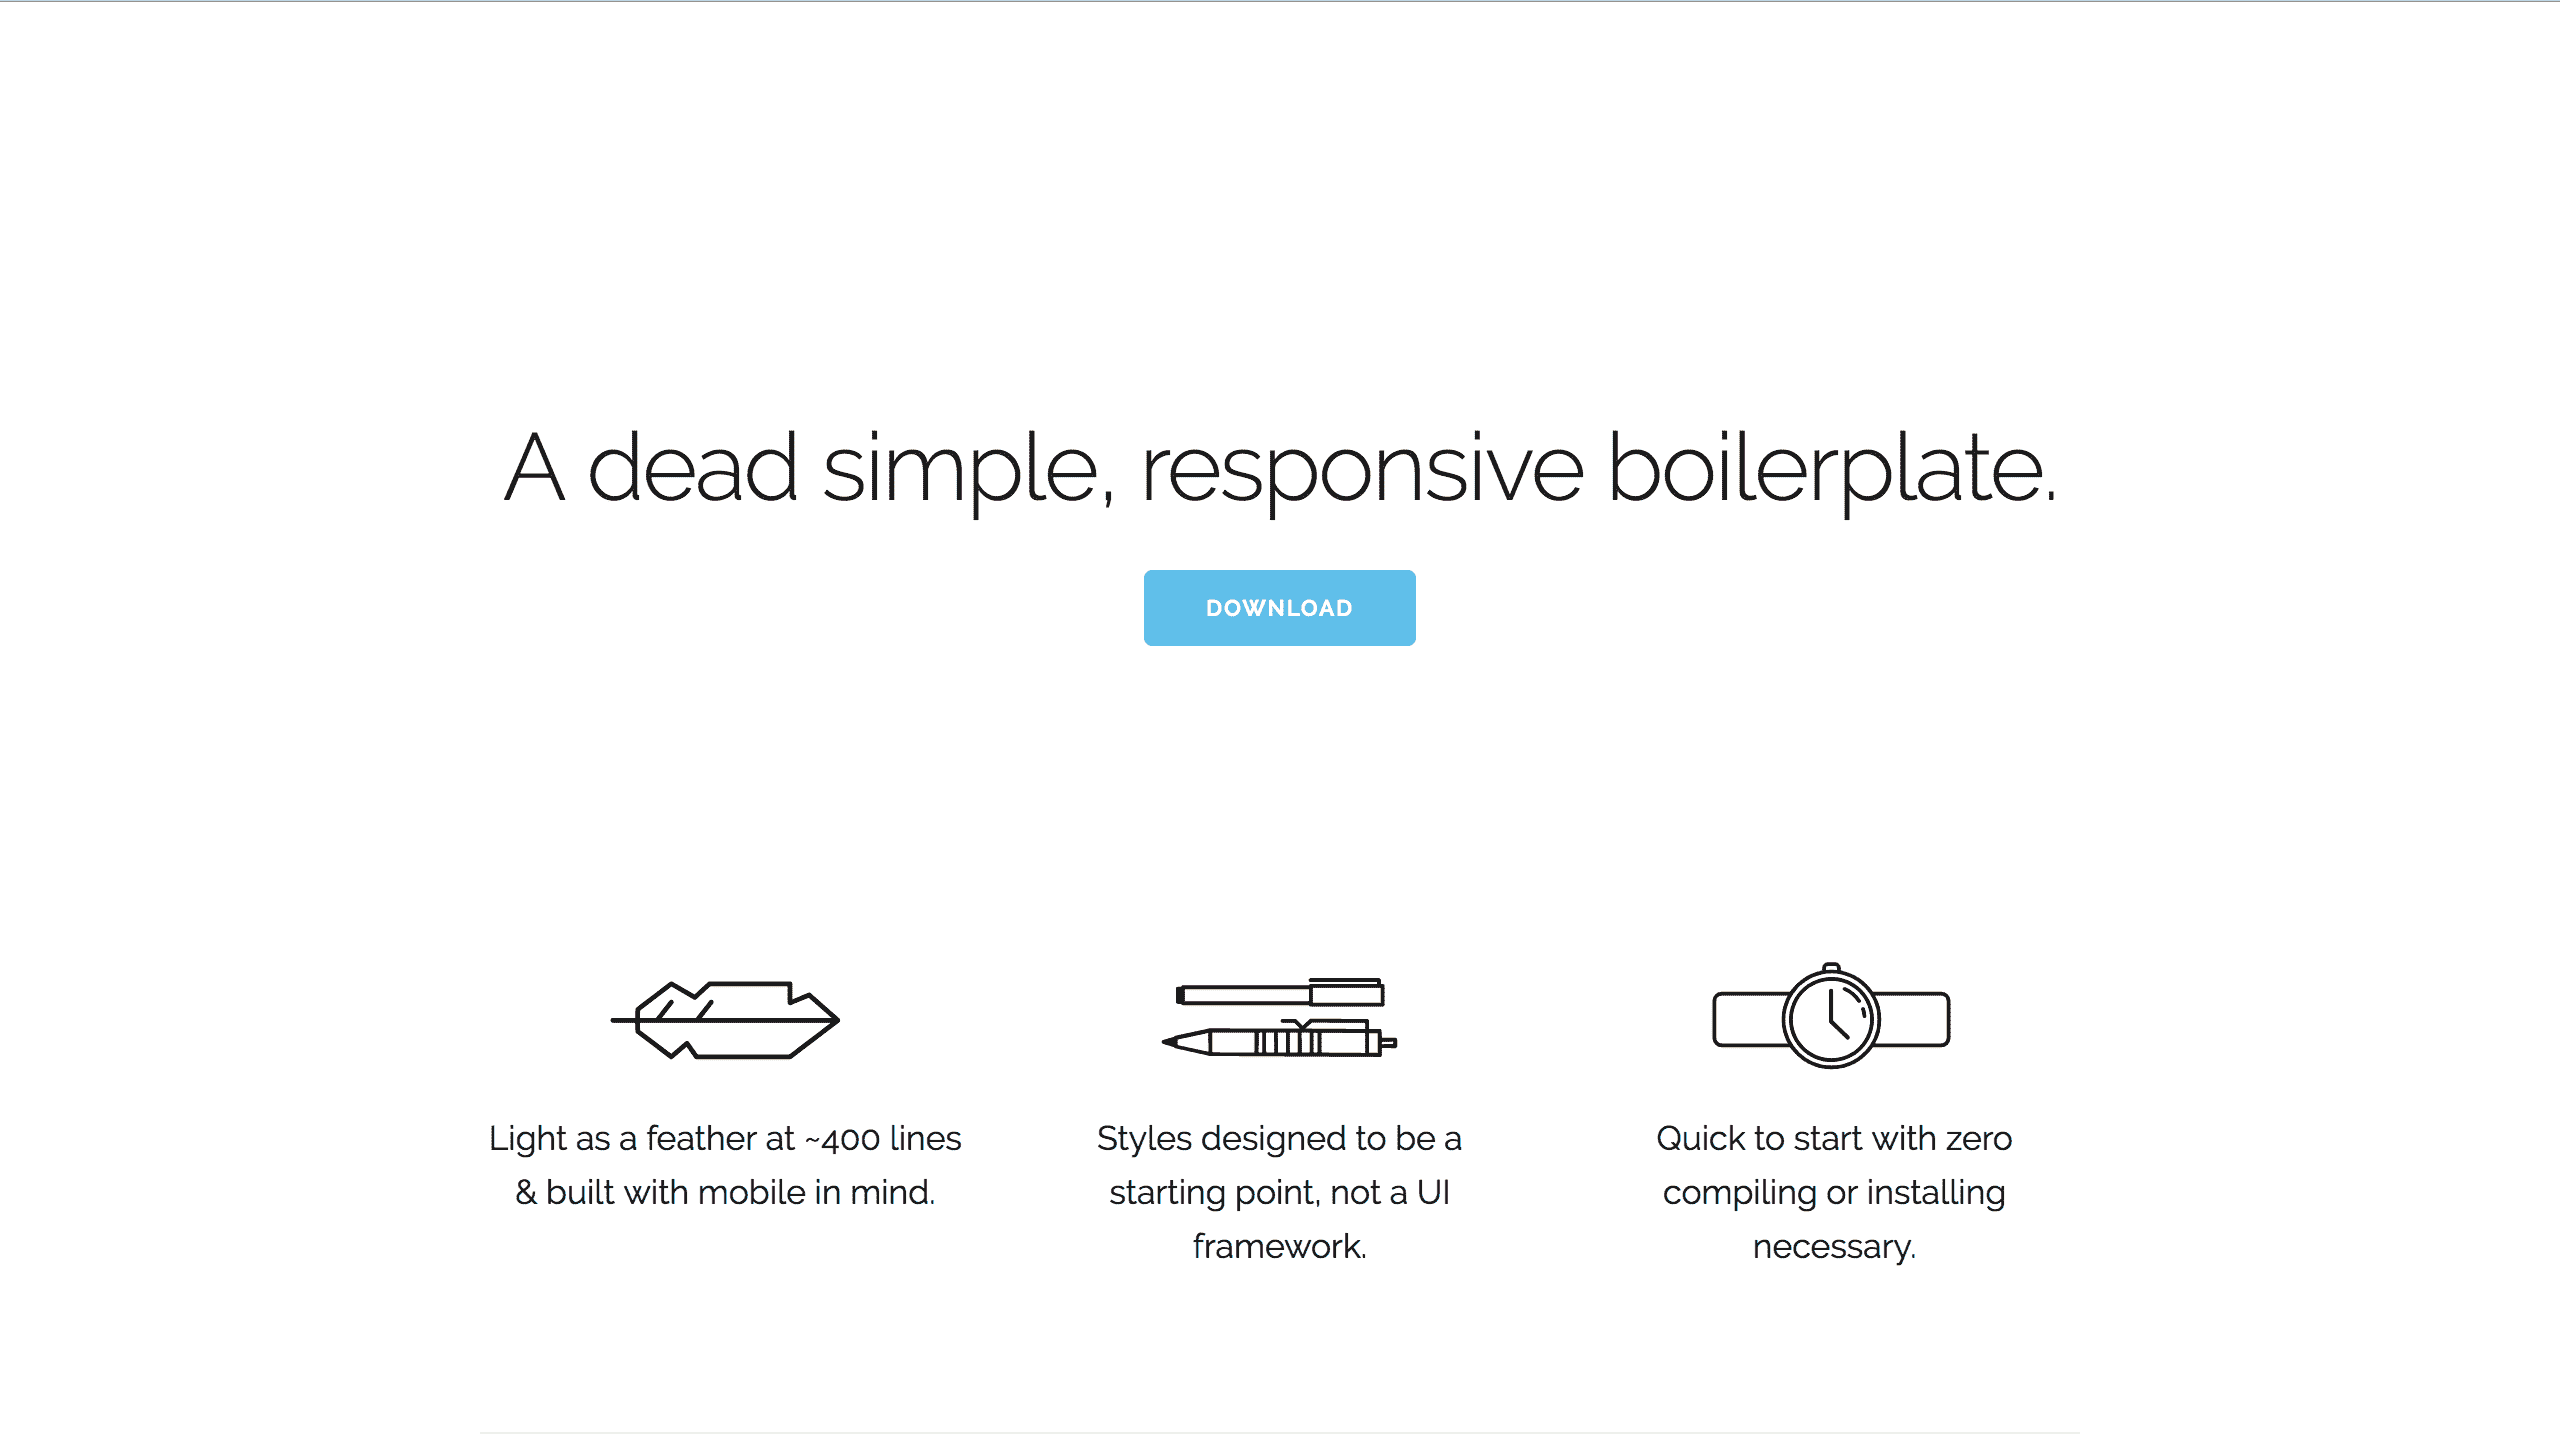 A dead simple, responsive boilerplate.
DOWNLOAD
Light as a feather at ~400 lines
& built with mobile in mind.
Styles designed to be a
starting point, not a UI
framework.
Quick to start with zero
compiling or installing
necessary.